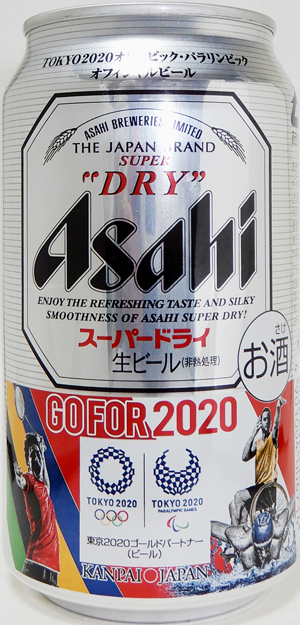 TOKYO2020オリンピック・パラリンピック
オフィシャルビール
ASAHI BREWERIES LIMITED
THE JAPAN BRAND
SUPER
"DRY"
Asahi
ENJOY THE REFRESHING TASTE AND SILKY
SMOOTHNESS OF ASAHI SUPER DRY!
スーパードライ
生ビール(非熱処理)
さけ
お酒
GO FOR 2020
TOKYO 2020
TOKYO 2020
PARALYMPIC GAMES
東京2020ゴールドパートナー
(ビール)
KANPAI JAPAN